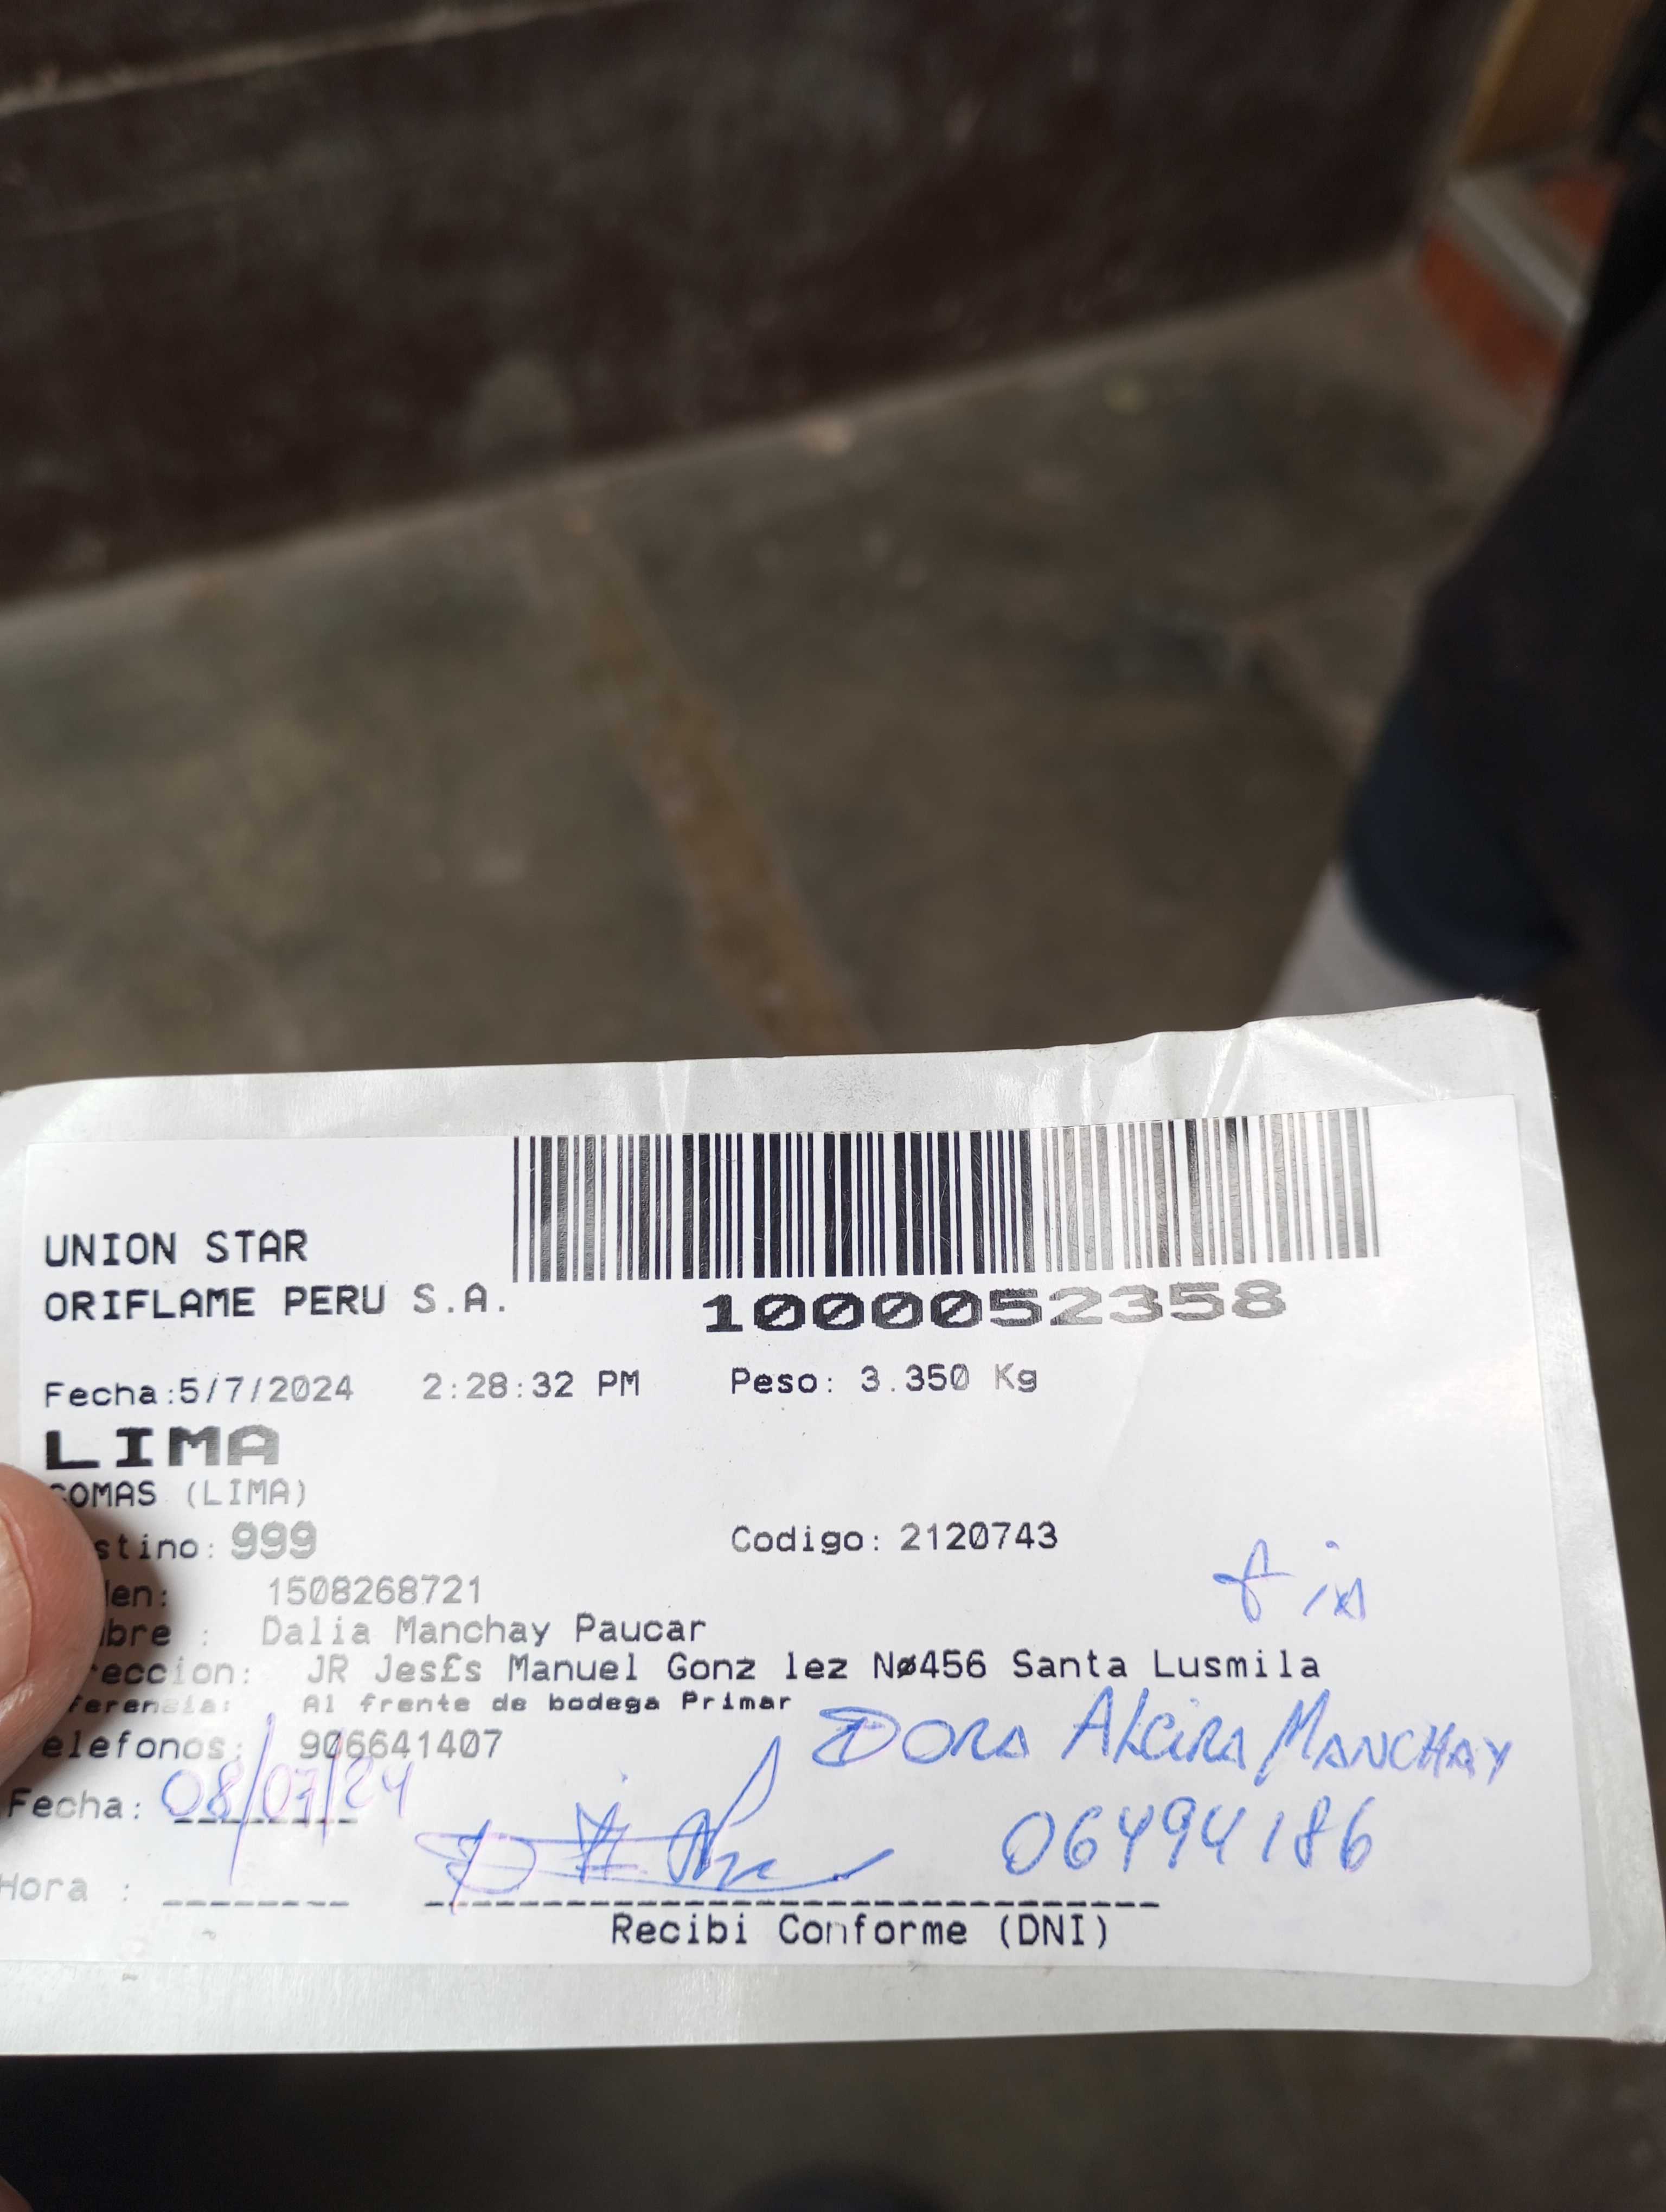 UNION STAR
ORIFLAME PERU S.A.
1000052358
Fecha:5/7/2024 2:28:32 PM Peso: 3.350 Kg
LIMA
COMAS (LIMA)
stino: 999 Codigo: 2120743
den: 1508268721
mbre : Dalia Manchay Paucar
reccion: JR Jes£s Manuel Gonz lez Nø456 Santa Lusmila
ferencia: Al frente de bodega Primar
elefonos: 906641407
DORA Alcira MANCHAY
Fecha: 08/07/24
06494186
Hora :
Recibi Conforme (DNI)